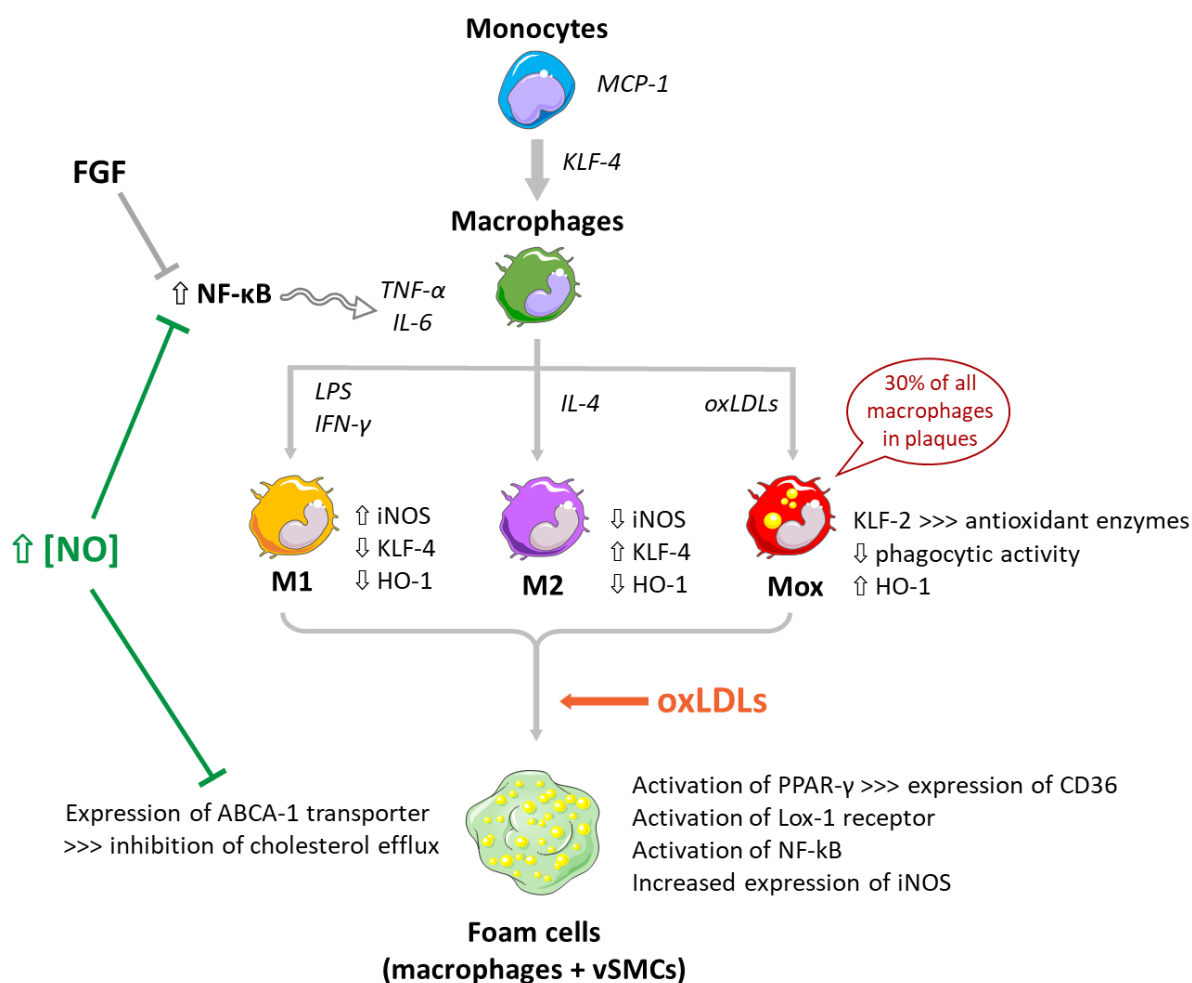 Monocytes
MCP-1
KLF-4
FGF
Macrophages
⇧ NF-κB
TNF-α
IL-6
LPS
IFN-γ
IL-4
oxLDLs
30% of all
macrophages
in plaques
⇧ [NO]
⇧ iNOS
⇩ KLF-4
⇩ HO-1
M1
⇩ iNOS
⇧ KLF-4
⇩ HO-1
M2
KLF-2 >>> antioxidant enzymes
⇩ phagocytic activity
⇧ HO-1
Mox
oxLDLs
Expression of ABCA-1 transporter
>>> inhibition of cholesterol efflux
Activation of PPAR-γ >>> expression of CD36
Activation of Lox-1 receptor
Activation of NF-kB
Increased expression of iNOS
Foam cells
(macrophages + vSMCs)